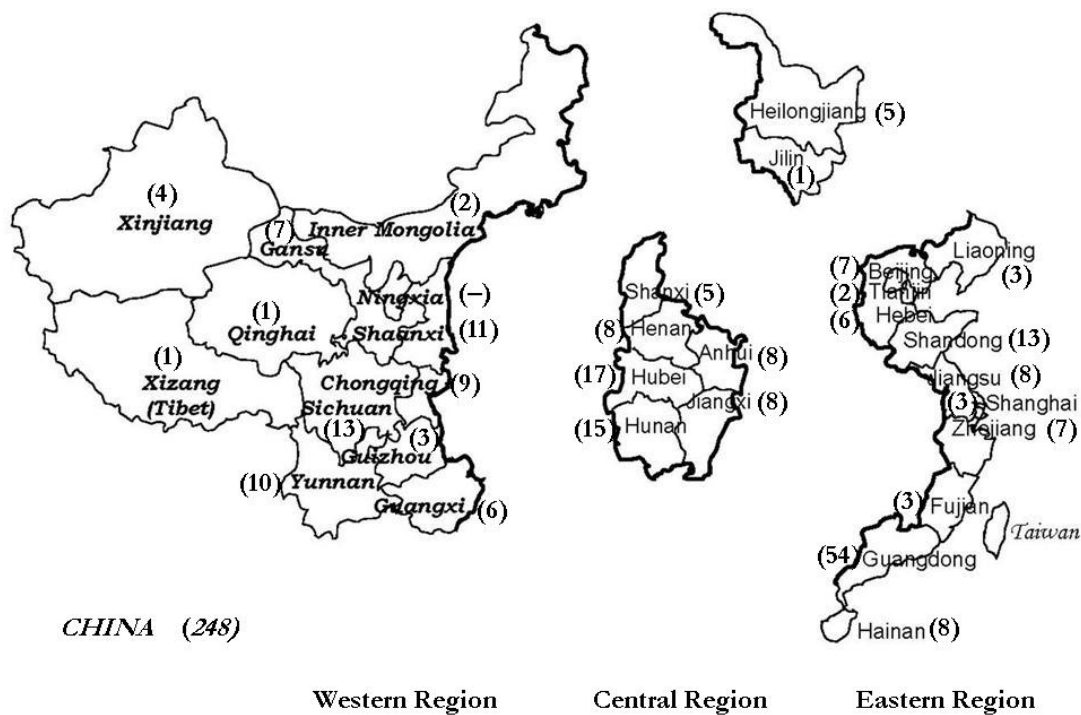 (4)
Xinjiang
(7)
Gansu
(2)
Inner Mongolia
Ningxia
(–)
(1)
Qinghai
Shaanxi
(11)
(1)
Xizang
(Tibet)
Chongqing
(9)
Sichuan
(13)
(3)
Guizhou
(10)
Yunnan
Guangxi
(6)
CHINA (248)
Western Region
Heilongjiang (5)
Jilin
(1)
Shanxi (5)
(8) Henan
Anhui (8)
(17) Hubei
Jiangxi (8)
(15) Hunan
Central Region
Liaoning
(3)
(7) Beijing
(2) Tianjin
(6) Hebei
Shandong (13)
Jiangsu (8)
(3) Shanghai
Zhejiang (7)
(3) Fujian
Taiwan
(54) Guangdong
Hainan (8)
Eastern Region